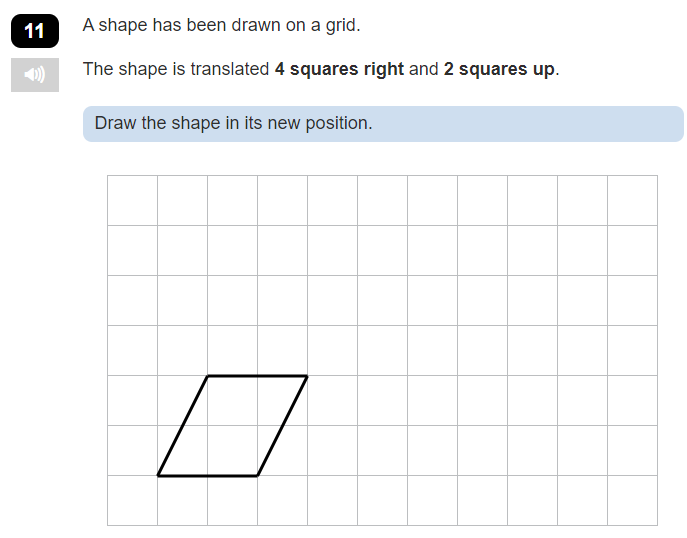 11
A shape has been drawn on a grid.
The shape is translated 4 squares right and 2 squares up.
Draw the shape in its new position.